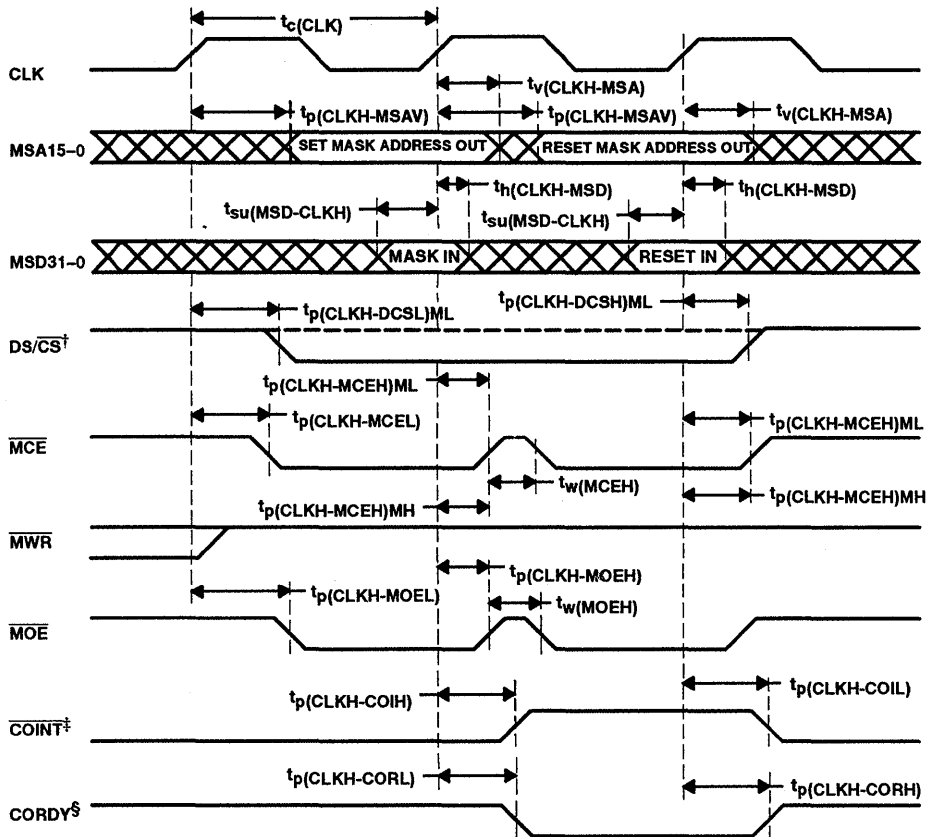 tc(CLK)
CLK
tv(CLKH-MSA)
tp(CLKH-MSAV)
tp(CLKH-MSAV)
tv(CLKH-MSA)
MSA15–0
SET MASK ADDRESS OUT
RESET MASK ADDRESS OUT
th(CLKH-MSD)
th(CLKH-MSD)
tsu(MSD-CLKH)
tsu(MSD-CLKH)
MSD31–0
MASK IN
RESET IN
tp(CLKH-DCSL)ML
tp(CLKH-DCSH)ML
DS/CS†
tp(CLKH-MCEH)ML
tp(CLKH-MCEL)
tp(CLKH-MCEH)ML
MCE
tw(MCEH)
tp(CLKH-MCEH)MH
tp(CLKH-MCEH)MH
MWR
tp(CLKH-MOEH)
tp(CLKH-MOEL)
tw(MOEH)
MOE
tp(CLKH-COIH)
tp(CLKH-COIL)
COINT‡
tp(CLKH-CORL)
tp(CLKH-CORH)
CORDY§